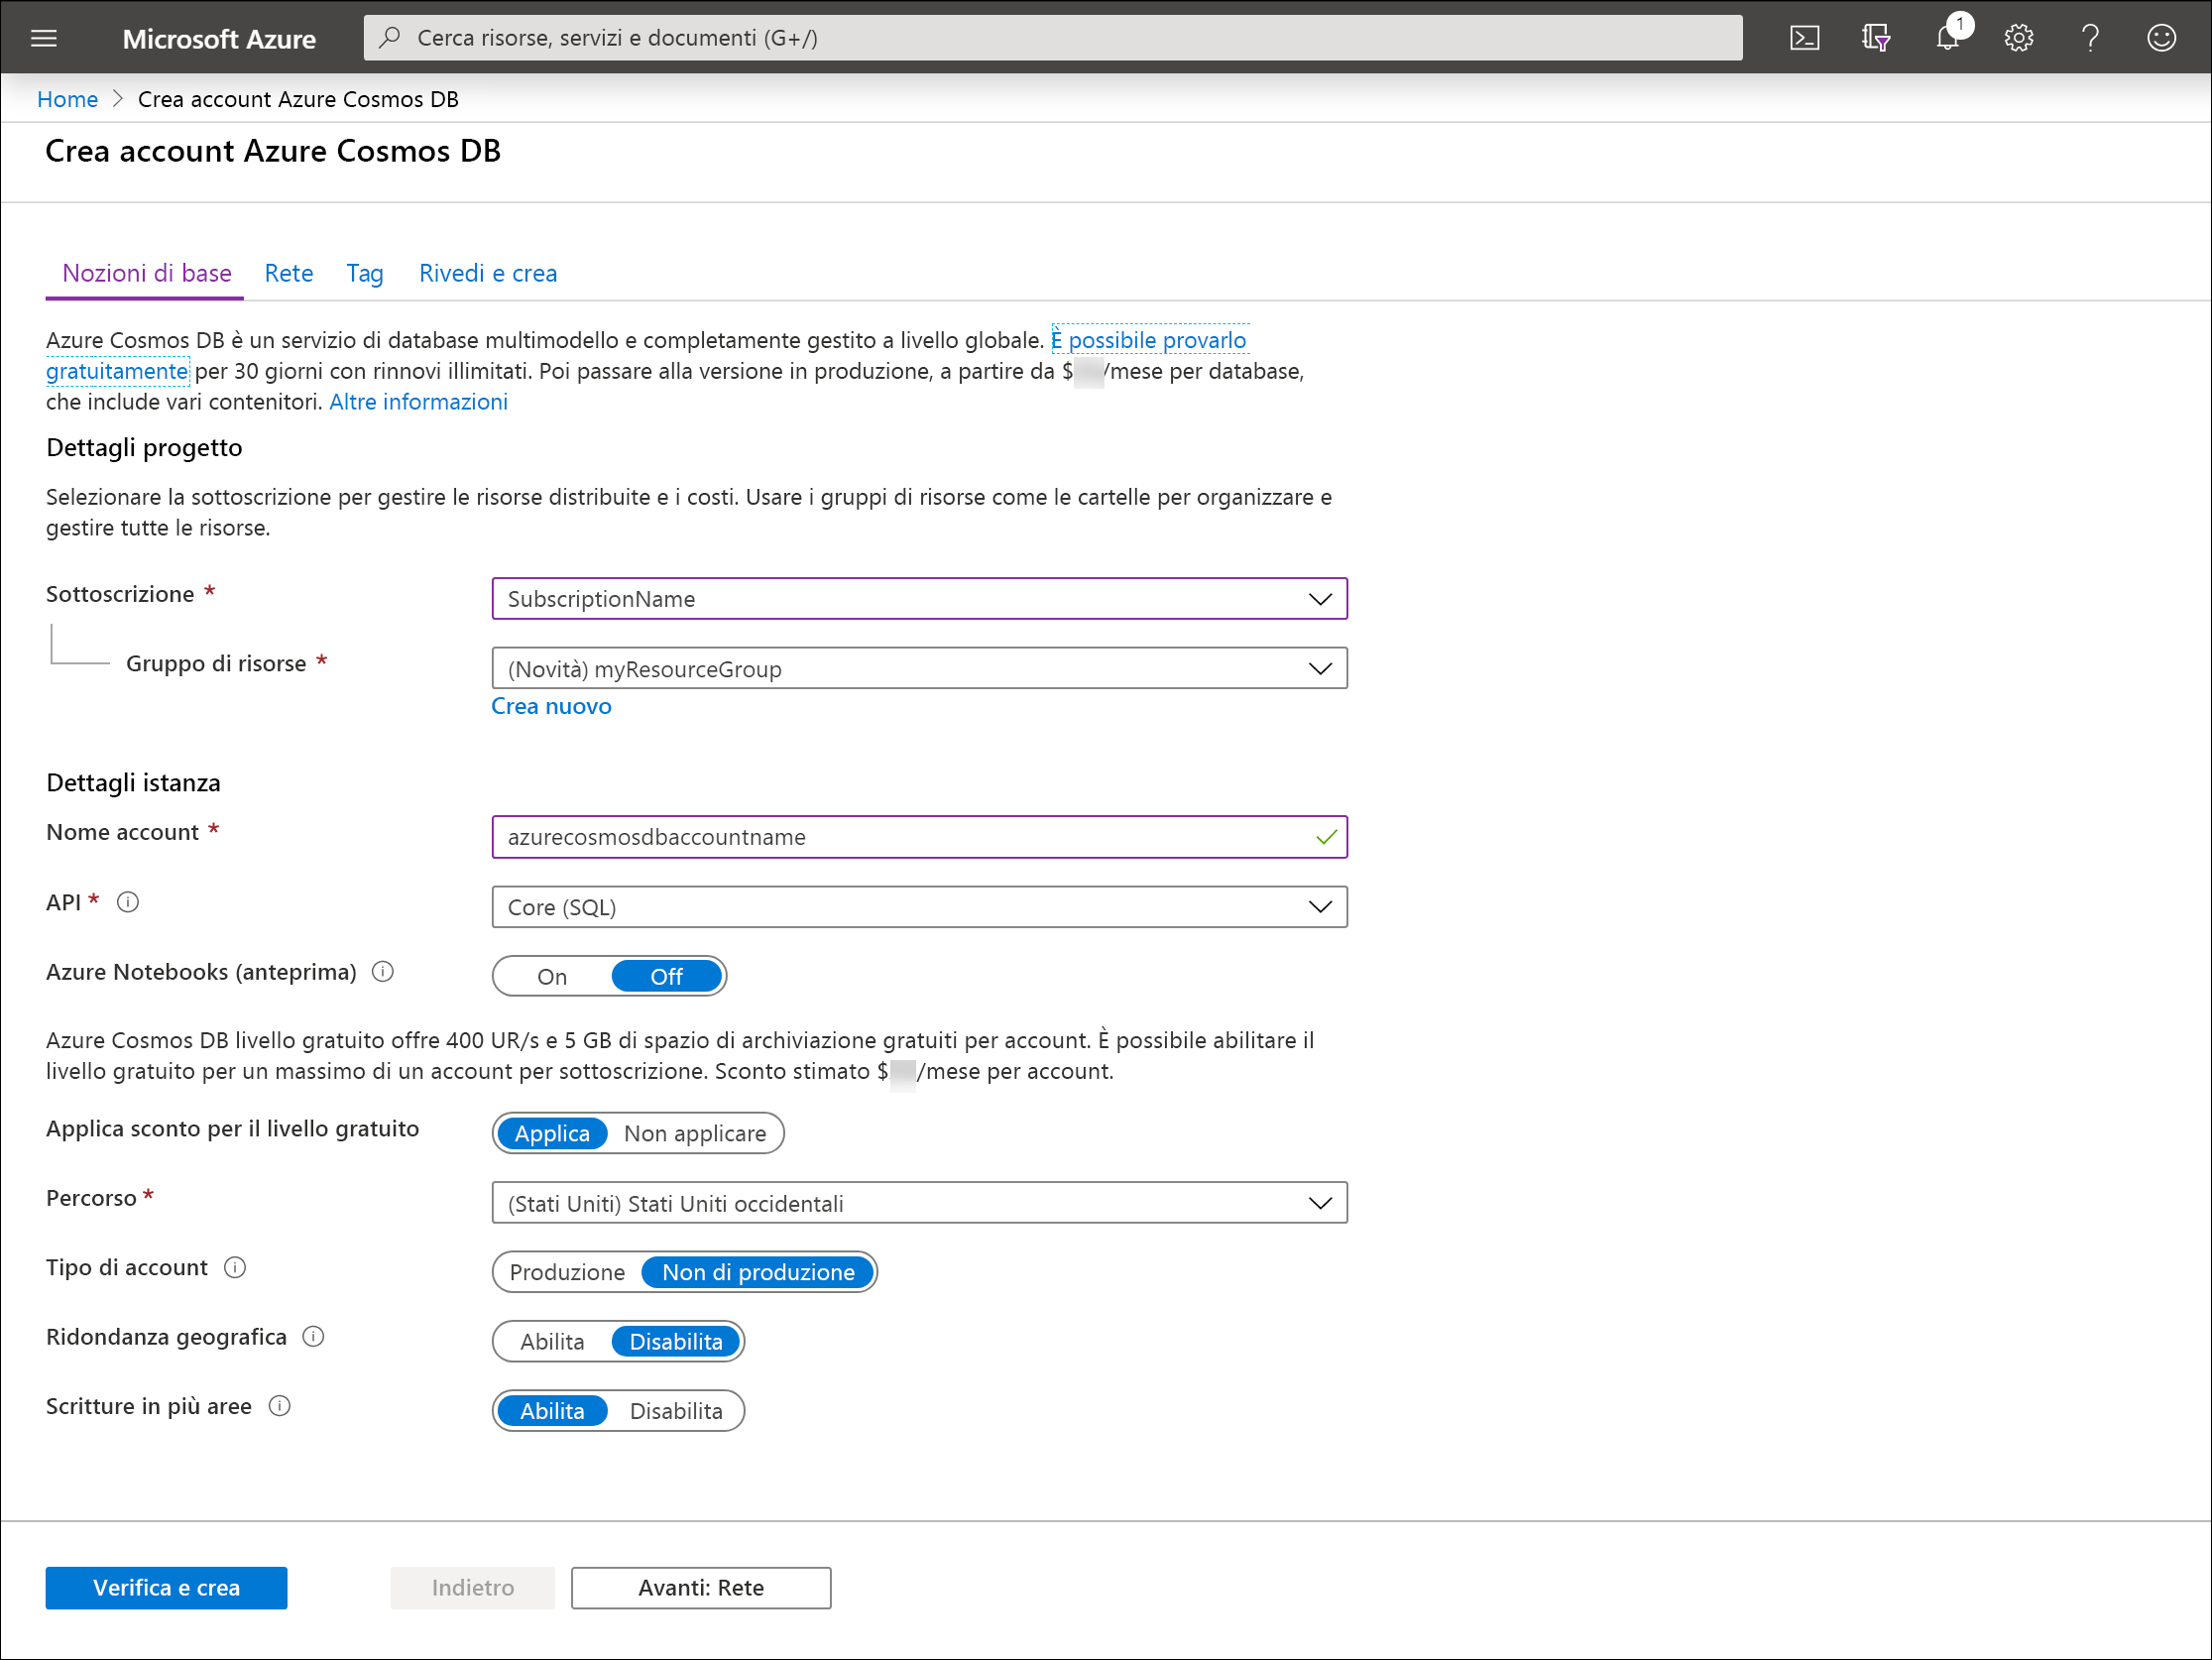 Microsoft Azure
Cerca risorse, servizi e documenti (G+/)
1
Home > Crea account Azure Cosmos DB
Crea account Azure Cosmos DB
Nozioni di base Rete Tag Rivedi e crea
Azure Cosmos DB è un servizio di database multimodello e completamente gestito a livello globale. È possibile provarlo
gratuitamente per 30 giorni con rinnovi illimitati. Poi passare alla versione in produzione, a partire da $ /mese per database,
che include vari contenitori. Altre informazioni
Dettagli progetto
Selezionare la sottoscrizione per gestire le risorse distribuite e i costi. Usare i gruppi di risorse come le cartelle per organizzare e
gestire tutte le risorse.
Sottoscrizione * SubscriptionName
Gruppo di risorse * (Novità) myResourceGroup
Crea nuovo
Dettagli istanza
Nome account * azurecosmosdbaccountname
API * Core (SQL)
Azure Notebooks (anteprima) On Off
Azure Cosmos DB livello gratuito offre 400 UR/s e 5 GB di spazio di archiviazione gratuiti per account. È possibile abilitare il
livello gratuito per un massimo di un account per sottoscrizione. Sconto stimato $ /mese per account.
Applica sconto per il livello gratuito Applica Non applicare
Percorso * (Stati Uniti) Stati Uniti occidentali
Tipo di account Produzione Non di produzione
Ridondanza geografica Abilita Disabilita
Scritture in più aree Abilita Disabilita
Verifica e crea Indietro Avanti: Rete